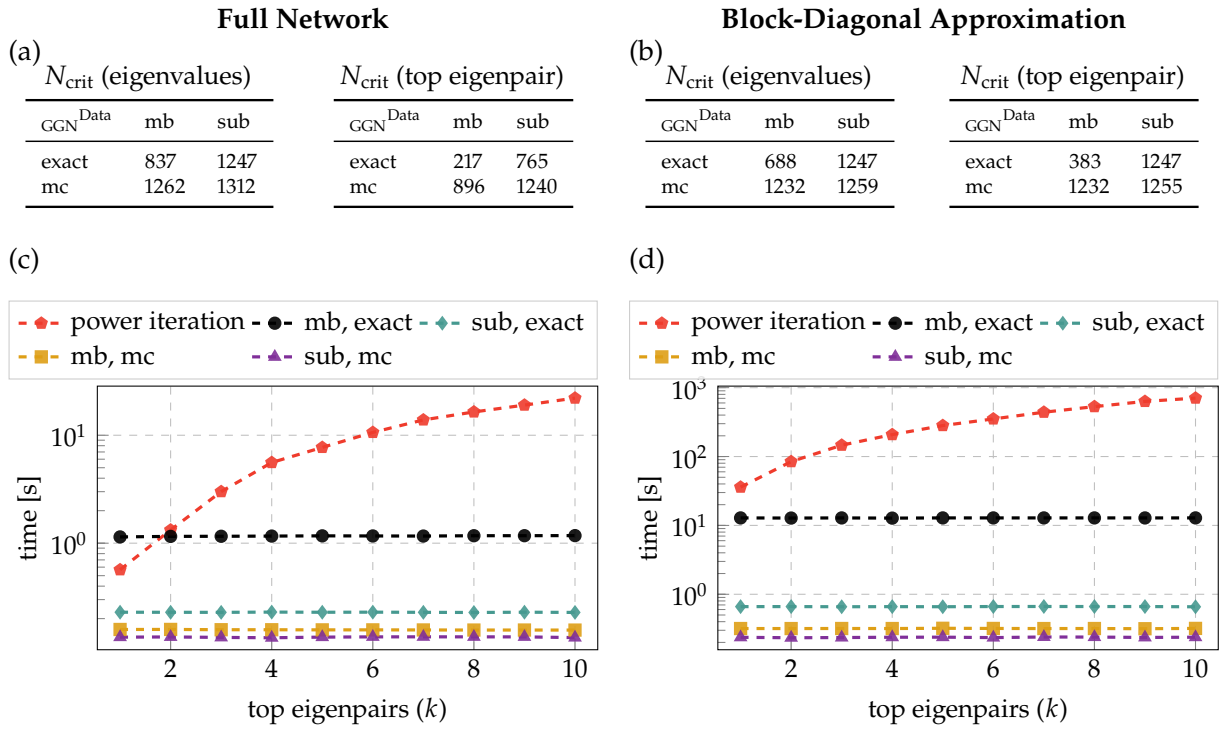 Full Network
Block-Diagonal Approximation
(a)
N_crit (eigenvalues)
GGN^Data mb sub
exact 837 1247
mc 1262 1312
N_crit (top eigenpair)
GGN^Data mb sub
exact 217 765
mc 896 1240
(b)
N_crit (eigenvalues)
GGN^Data mb sub
exact 688 1247
mc 1232 1259
N_crit (top eigenpair)
GGN^Data mb sub
exact 383 1247
mc 1232 1255
(c)
power iteration mb, exact sub, exact
mb, mc sub, mc
10^1
10^0
time [s]
2 4 6 8 10
top eigenpairs (k)
(d)
power iteration mb, exact sub, exact
mb, mc sub, mc
10^3
10^2
10^1
10^0
time [s]
2 4 6 8 10
top eigenpairs (k)